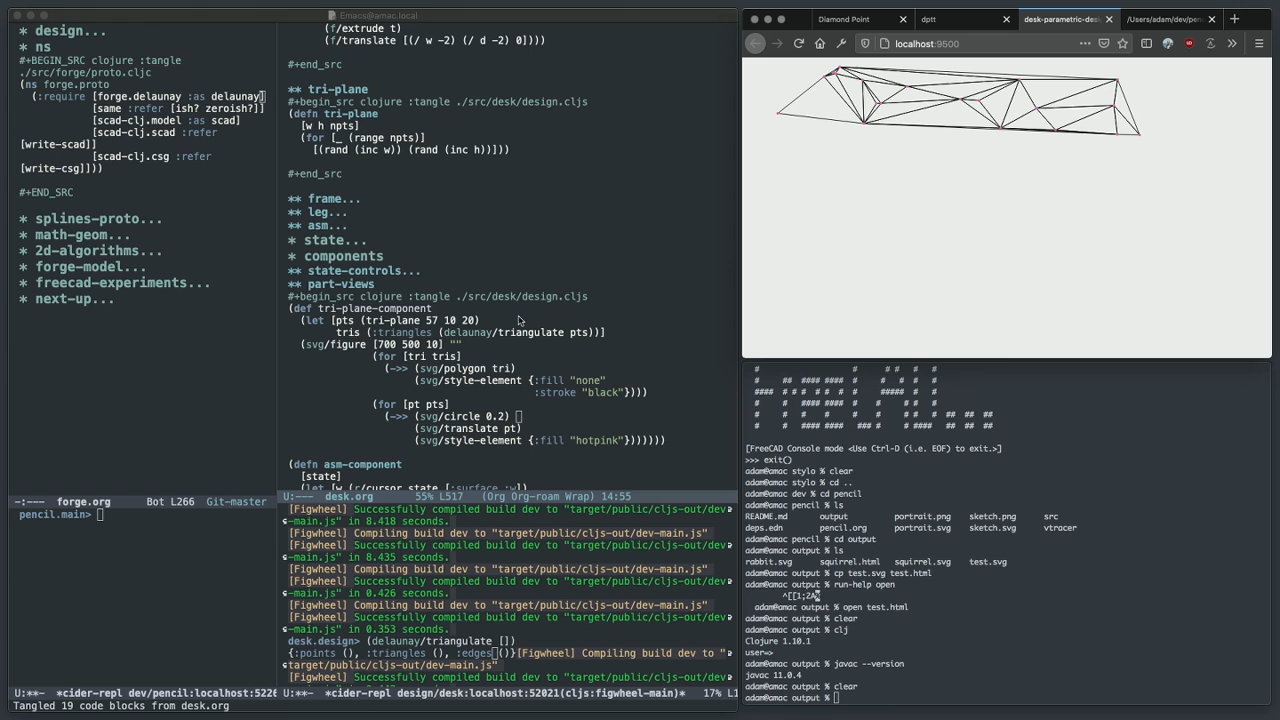 Emacs@amac.local
* design...
* ns
#+BEGIN_SRC clojure :tangle
./src/forge/proto.cljc
(ns forge.proto
(:require [forge.delaunay :as delaunay]
[same :refer [ish? zeroish?]]
[scad-clj.model :as scad]
[scad-clj.scad :refer
[write-scad]]
[scad-clj.csg :refer
[write-csg]]))
#+END_SRC
* splines-proto...
* math-geom...
* 2d-algorithms...
* forge-model...
* freecad-experiments...
* next-up...
-:--- forge.org Bot L266 Git-master
pencil.main>
U:**- *cider-repl dev/pencil:localhost:5226
Tangled 19 code blocks from desk.org
(f/extrude t)
(f/translate [(/ w -2) (/ d -2) 0])))
#+end_src
** tri-plane
#+begin_src clojure :tangle ./src/desk/design.cljs
(defn tri-plane
[w h npts]
(for [_ (range npts)]
[(rand (inc w)) (rand (inc h))]))
#+end_src
** frame...
** leg...
** asm...
* state...
* components
** state-controls...
** part-views
#+begin_src clojure :tangle ./src/desk/design.cljs
(def tri-plane-component
(let [pts (tri-plane 57 10 20)
tris (:triangles (delaunay/triangulate pts))]
(svg/figure [700 500 10] ""
(for [tri tris]
(->> (svg/polygon tri)
(svg/style-element {:fill "none"
:stroke "black"})))
(for [pt pts]
(->> (svg/circle 0.2)
(svg/translate pt)
(svg/style-element {:fill "hotpink"}))))))
(defn asm-component
[state]
(let [w (r/cursor state [:surface :w])
U:--- desk.org 55% L517 (Org Org-roam Wrap) 14:55
[Figwheel] Successfully compiled build dev to "target/public/cljs-out/dev
-main.js" in 8.418 seconds.
[Figwheel] Compiling build dev to "target/public/cljs-out/dev-main.js"
[Figwheel] Successfully compiled build dev to "target/public/cljs-out/dev
-main.js" in 8.435 seconds.
[Figwheel] Compiling build dev to "target/public/cljs-out/dev-main.js"
[Figwheel] Successfully compiled build dev to "target/public/cljs-out/dev
-main.js" in 0.426 seconds.
[Figwheel] Compiling build dev to "target/public/cljs-out/dev-main.js"
[Figwheel] Successfully compiled build dev to "target/public/cljs-out/dev
-main.js" in 0.353 seconds.
desk.design> (delaunay/triangulate [])
{:points (), :triangles (), :edges ()}[Figwheel] Compiling build dev to "
target/public/cljs-out/dev-main.js"
[Figwheel] Successfully compiled build dev to "target/public/cljs-out/dev
U:**- *cider-repl design/desk:localhost:52021(cljs:figwheel-main)* 17% L1
Diamond Point
dptt
desk-parametric-desi
/Users/adam/dev/penc
localhost:9500
[FreeCAD Console mode <Use Ctrl-D (i.e. EOF) to exit.>]
>>> exit()
adam@amac stylo % clear
adam@amac stylo % cd ..
adam@amac dev % cd pencil
adam@amac pencil % ls
README.md output portrait.png sketch.png src
deps.edn pencil.org portrait.svg sketch.svg vtracer
adam@amac pencil % cd output
adam@amac output % ls
rabbit.svg squirrel.html squirrel.svg test.svg
adam@amac output % cp test.svg test.html
adam@amac output % run-help open
^[[1;2A
adam@amac output % open test.html
adam@amac output % clear
adam@amac output % clj
Clojure 1.10.1
user=>
adam@amac output % javac --version
javac 11.0.4
adam@amac output % clear
adam@amac output %